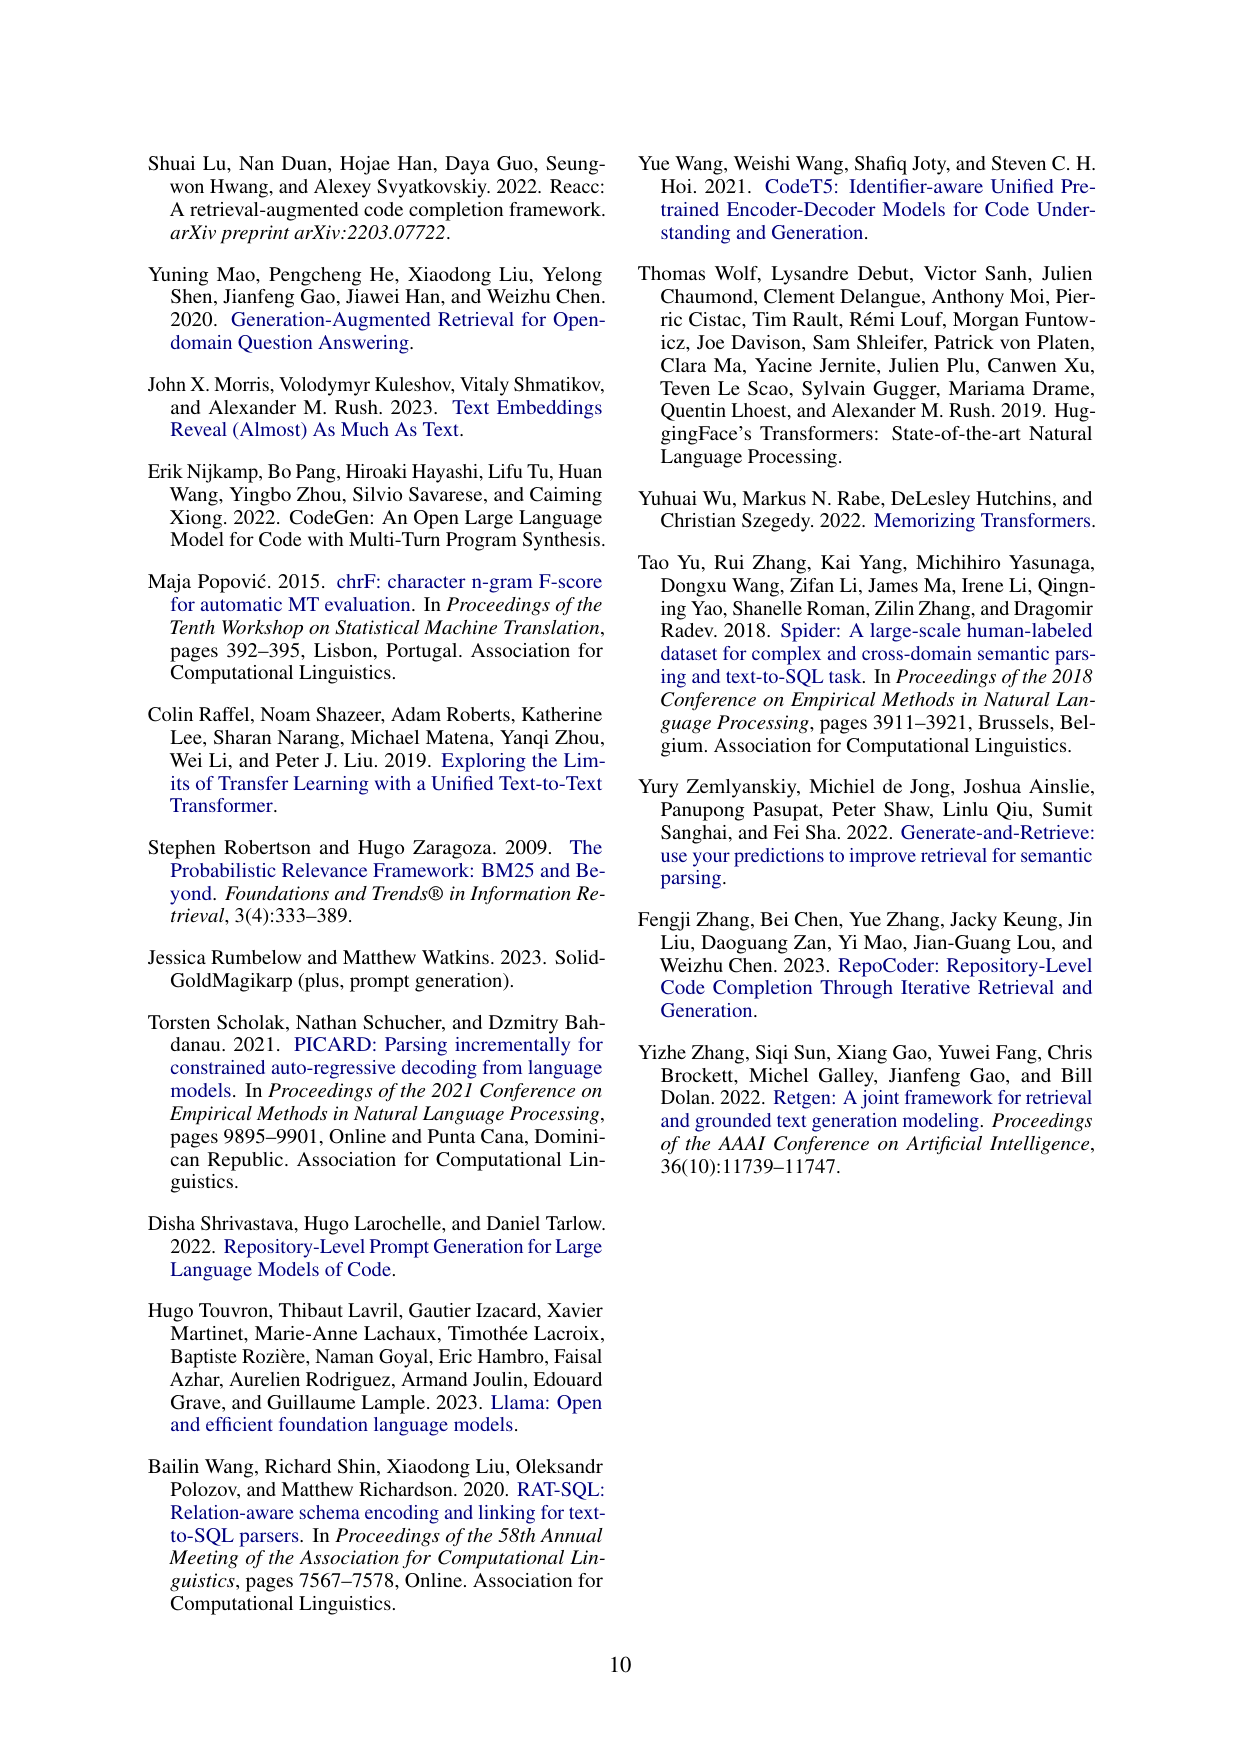 Shuai Lu, Nan Duan, Hojae Han, Daya Guo, Seung-
won Hwang, and Alexey Svyatkovskiy. 2022. Reacc:
A retrieval-augmented code completion framework.
arXiv preprint arXiv:2203.07722.
Yuning Mao, Pengcheng He, Xiaodong Liu, Yelong
Shen, Jianfeng Gao, Jiawei Han, and Weizhu Chen.
2020. Generation-Augmented Retrieval for Open-
domain Question Answering.
John X. Morris, Volodymyr Kuleshov, Vitaly Shmatikov,
and Alexander M. Rush. 2023. Text Embeddings
Reveal (Almost) As Much As Text.
Erik Nijkamp, Bo Pang, Hiroaki Hayashi, Lifu Tu, Huan
Wang, Yingbo Zhou, Silvio Savarese, and Caiming
Xiong. 2022. CodeGen: An Open Large Language
Model for Code with Multi-Turn Program Synthesis.
Maja Popović. 2015. chrF: character n-gram F-score
for automatic MT evaluation. In Proceedings of the
Tenth Workshop on Statistical Machine Translation,
pages 392–395, Lisbon, Portugal. Association for
Computational Linguistics.
Colin Raffel, Noam Shazeer, Adam Roberts, Katherine
Lee, Sharan Narang, Michael Matena, Yanqi Zhou,
Wei Li, and Peter J. Liu. 2019. Exploring the Lim-
its of Transfer Learning with a Unified Text-to-Text
Transformer.
Stephen Robertson and Hugo Zaragoza. 2009. The
Probabilistic Relevance Framework: BM25 and Be-
yond. Foundations and Trends® in Information Re-
trieval, 3(4):333–389.
Jessica Rumbelow and Matthew Watkins. 2023. Solid-
GoldMagikarp (plus, prompt generation).
Torsten Scholak, Nathan Schucher, and Dzmitry Bah-
danau. 2021. PICARD: Parsing incrementally for
constrained auto-regressive decoding from language
models. In Proceedings of the 2021 Conference on
Empirical Methods in Natural Language Processing,
pages 9895–9901, Online and Punta Cana, Domini-
can Republic. Association for Computational Lin-
guistics.
Disha Shrivastava, Hugo Larochelle, and Daniel Tarlow.
2022. Repository-Level Prompt Generation for Large
Language Models of Code.
Hugo Touvron, Thibaut Lavril, Gautier Izacard, Xavier
Martinet, Marie-Anne Lachaux, Timothée Lacroix,
Baptiste Rozière, Naman Goyal, Eric Hambro, Faisal
Azhar, Aurelien Rodriguez, Armand Joulin, Edouard
Grave, and Guillaume Lample. 2023. Llama: Open
and efficient foundation language models.
Bailin Wang, Richard Shin, Xiaodong Liu, Oleksandr
Polozov, and Matthew Richardson. 2020. RAT-SQL:
Relation-aware schema encoding and linking for text-
to-SQL parsers. In Proceedings of the 58th Annual
Meeting of the Association for Computational Lin-
guistics, pages 7567–7578, Online. Association for
Computational Linguistics.
Yue Wang, Weishi Wang, Shafiq Joty, and Steven C. H.
Hoi. 2021. CodeT5: Identifier-aware Unified Pre-
trained Encoder-Decoder Models for Code Under-
standing and Generation.
Thomas Wolf, Lysandre Debut, Victor Sanh, Julien
Chaumond, Clement Delangue, Anthony Moi, Pier-
ric Cistac, Tim Rault, Rémi Louf, Morgan Funtow-
icz, Joe Davison, Sam Shleifer, Patrick von Platen,
Clara Ma, Yacine Jernite, Julien Plu, Canwen Xu,
Teven Le Scao, Sylvain Gugger, Mariama Drame,
Quentin Lhoest, and Alexander M. Rush. 2019. Hug-
gingFace's Transformers: State-of-the-art Natural
Language Processing.
Yuhuai Wu, Markus N. Rabe, DeLesley Hutchins, and
Christian Szegedy. 2022. Memorizing Transformers.
Tao Yu, Rui Zhang, Kai Yang, Michihiro Yasunaga,
Dongxu Wang, Zifan Li, James Ma, Irene Li, Qingn-
ing Yao, Shanelle Roman, Zilin Zhang, and Dragomir
Radev. 2018. Spider: A large-scale human-labeled
dataset for complex and cross-domain semantic pars-
ing and text-to-SQL task. In Proceedings of the 2018
Conference on Empirical Methods in Natural Lan-
guage Processing, pages 3911–3921, Brussels, Bel-
gium. Association for Computational Linguistics.
Yury Zemlyanskiy, Michiel de Jong, Joshua Ainslie,
Panupong Pasupat, Peter Shaw, Linlu Qiu, Sumit
Sanghai, and Fei Sha. 2022. Generate-and-Retrieve:
use your predictions to improve retrieval for semantic
parsing.
Fengji Zhang, Bei Chen, Yue Zhang, Jacky Keung, Jin
Liu, Daoguang Zan, Yi Mao, Jian-Guang Lou, and
Weizhu Chen. 2023. RepoCoder: Repository-Level
Code Completion Through Iterative Retrieval and
Generation.
Yizhe Zhang, Siqi Sun, Xiang Gao, Yuwei Fang, Chris
Brockett, Michel Galley, Jianfeng Gao, and Bill
Dolan. 2022. Retgen: A joint framework for retrieval
and grounded text generation modeling. Proceedings
of the AAAI Conference on Artificial Intelligence,
36(10):11739–11747.
10